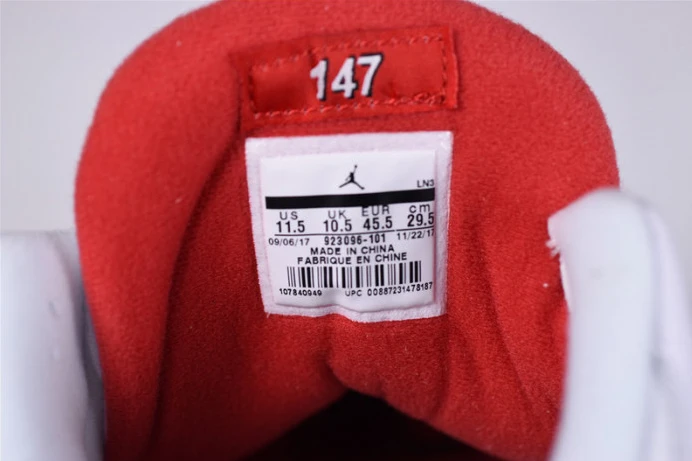 147
LN3
US UK EUR cm
11.5 10.5 45.5 29.5
09/06/17 923096-101 11/22/17
MADE IN CHINA
FABRIQUE EN CHINE
107840949 UPC 00887231478187